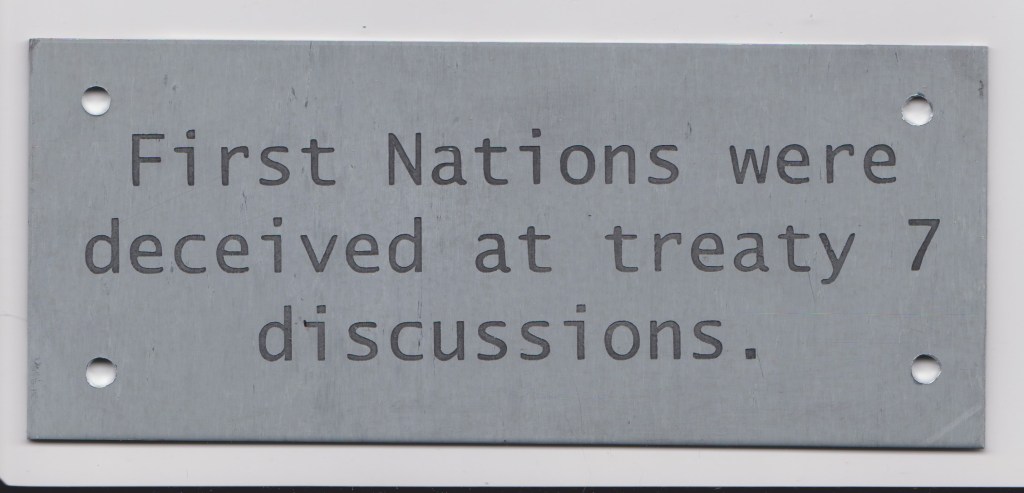 First Nations were
deceived at treaty 7
discussions.